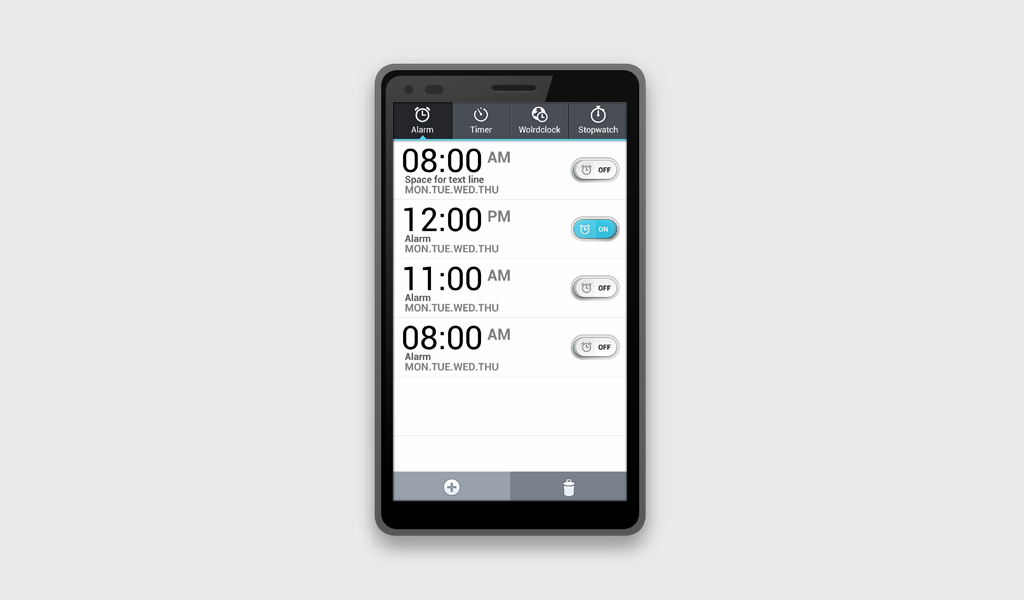 Alarm Timer Wolrdclock Stopwatch
08:00 AM
Space for text line
MON.TUE.WED.THU
OFF
12:00 PM
Alarm
MON.TUE.WED.THU
ON
11:00 AM
Alarm
MON.TUE.WED.THU
OFF
08:00 AM
Alarm
MON.TUE.WED.THU
OFF